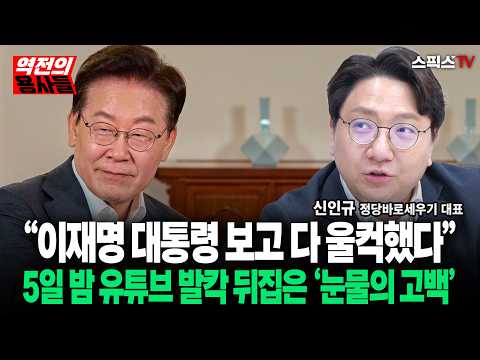 역전의
용사들
스픽스TV
신인규 정당바로세우기 대표
“이재명 대통령 보고 다 울컥했다”
5일 밤 유튜브 발칵 뒤집은 ‘눈물의 고백’